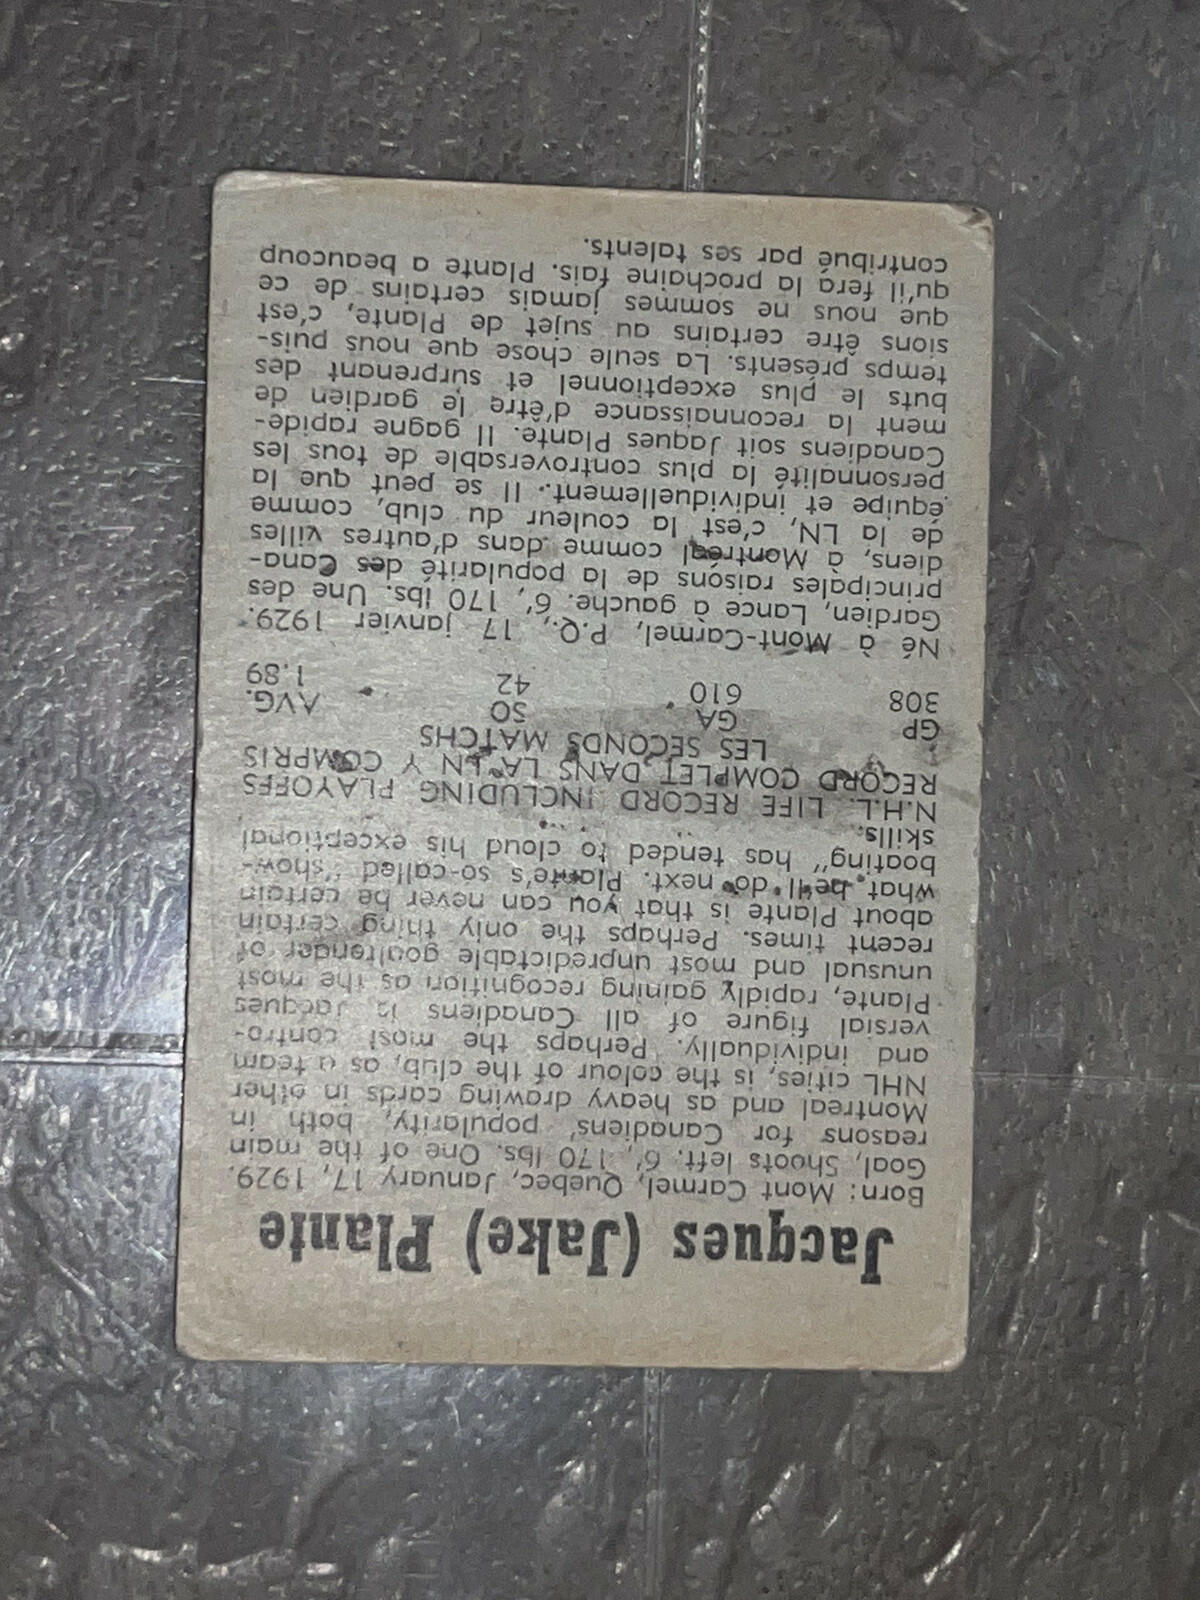 Jacques (Jake) Plante
Born: Mont Carmel, Quebec, January 17, 1929.
Goal, Shoots left. 6', 170 lbs. One of the main
reasons for Canadiens' popularity, both in
Montreal and as heavy drawing cards in other
NHL cities, is the colour of the club, as a team
and individually. Perhaps the most contro-
versial figure of all Canadiens is Jacques
Plante, rapidly gaining recognition as the most
unusual and most unpredictable goaltender of
recent times. Perhaps the only thing certain
about Plante is that you can never be certain
what he'll do next. Plante's so-called "show-
boating" has tended to cloud his exceptional
skills.
N.H.L. LIFE RECORD INCLUDING PLAYOFFS
RECORD COMPLET DANS LA LN Y COMPRIS
LES SECONDS MATCHS
GP GA SO AVG.
308 610 42 1.89
Né à Mont-Carmel, P.Q., 17 janvier 1929.
Gardien, Lance à gauche. 6', 170 lbs. Une des
principales raisons de la popularité des Cana-
diens, à Montréal comme dans d'autres villes
de la LN, c'est la couleur du club, comme
équipe et individuellement. Il se peut que la
personnalité la plus controversable de tous les
Canadiens soit Jaques Plante. Il gagne rapide-
ment la reconnaissance d'être le gardien de
buts le plus exceptionnel et surprenant des
temps présents. La seule chose que nous puis-
sions être certains au sujet de Plante, c'est
que nous ne sommes jamais certains de ce
qu'il fera la prochaine fais. Plante a beaucoup
contribué par ses talents.